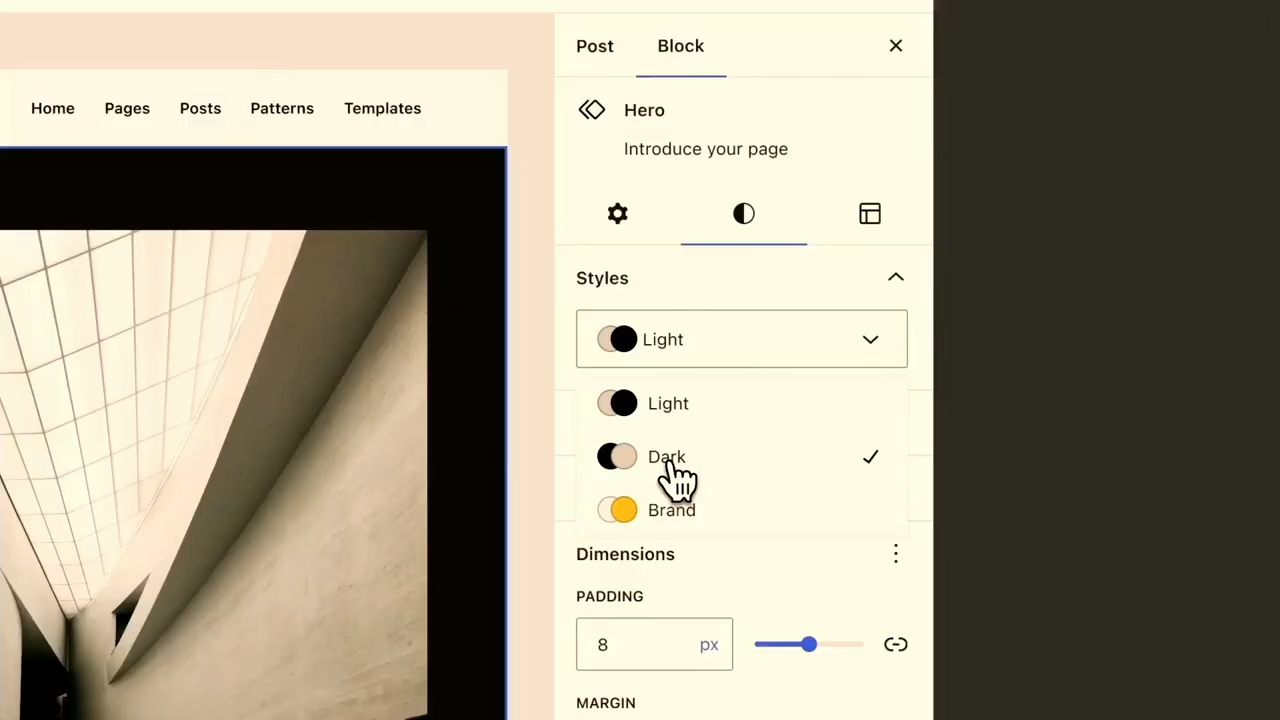 Post Block
Home Pages Posts Patterns Templates
Hero
Introduce your page
Styles
Light
Light
Dark
Brand
Dimensions
PADDING
8 px
MARGIN